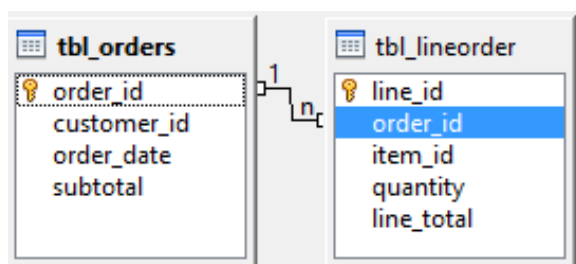 tbl_orders
order_id
customer_id
order_date
subtotal
1
n
tbl_lineorder
line_id
order_id
item_id
quantity
line_total